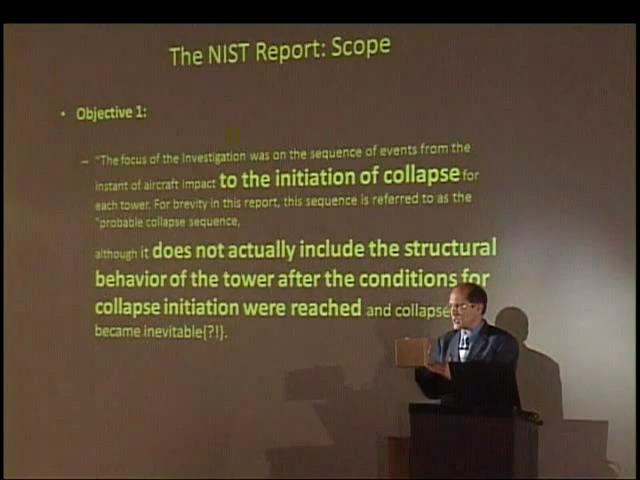 The NIST Report: Scope
• Objective 1:
– "The focus of the Investigation was on the sequence of events from the
instant of aircraft impact to the initiation of collapse for
each tower. For brevity in this report, this sequence is referred to as the
"probable collapse sequence,
although it does not actually include the structural
behavior of the tower after the conditions for
collapse initiation were reached and collapse
became inevitable{?!}.